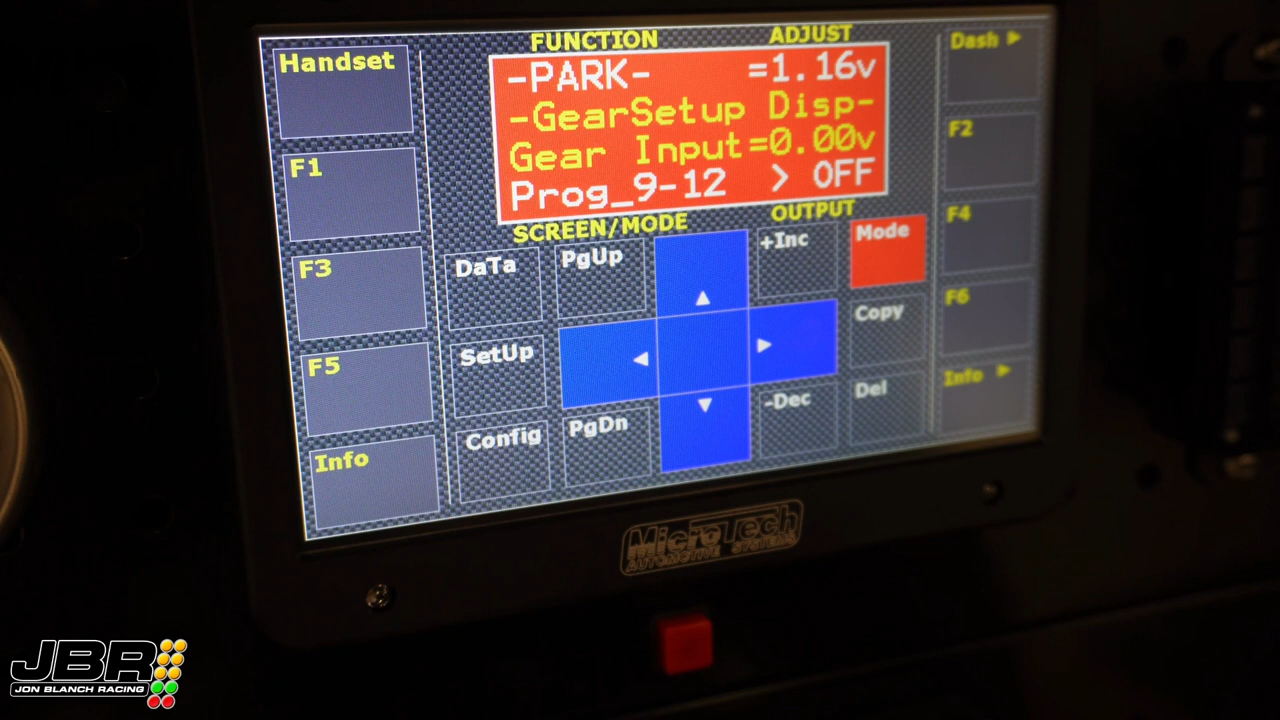 FUNCTION ADJUST
Handset
Dash
-PARK- =1.16v
-GearSetup Disp-
Gear Input=0.00v
Prog_9-12 > OFF
F1
F2
SCREEN/MODE OUTPUT
F3
DaTa
PgUp
+Inc
Mode
F4
F5
SetUp
Copy
F6
Info
Config
PgDn
-Dec
Del
Info
MicroTech
AUTOMOTIVE SYSTEMS
JBR
JON BLANCH RACING